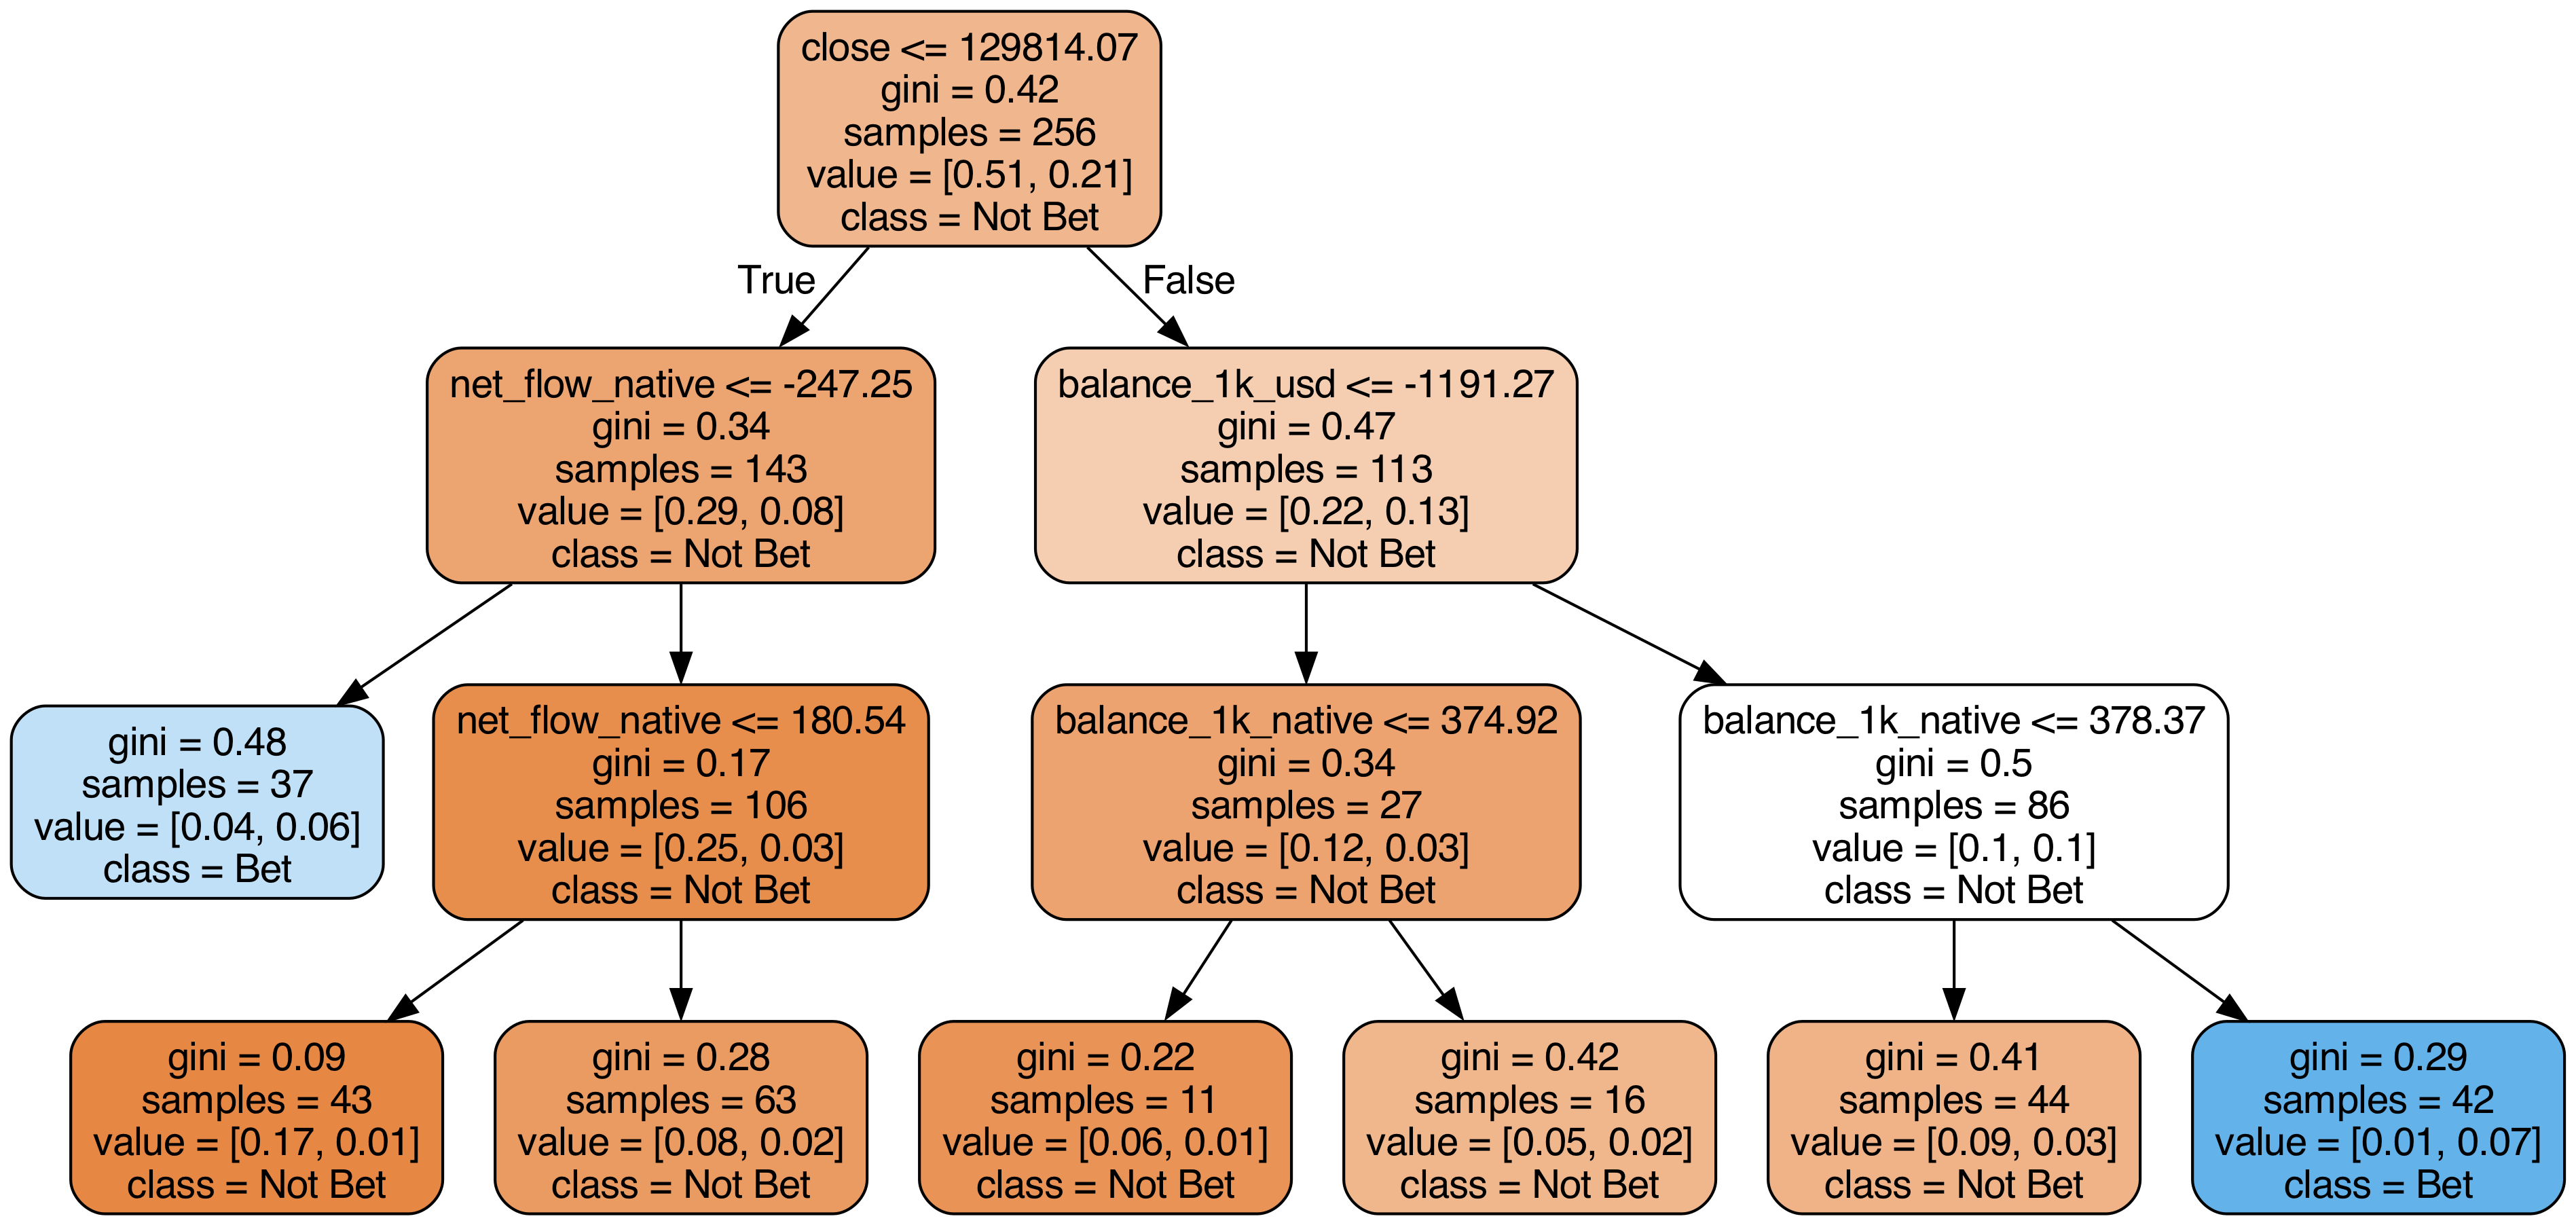 close <= 129814.07
gini = 0.42
samples = 256
value = [0.51, 0.21]
class = Not Bet
True
False
net_flow_native <= -247.25
gini = 0.34
samples = 143
value = [0.29, 0.08]
class = Not Bet
balance_1k_usd <= -1191.27
gini = 0.47
samples = 113
value = [0.22, 0.13]
class = Not Bet
gini = 0.48
samples = 37
value = [0.04, 0.06]
class = Bet
net_flow_native <= 180.54
gini = 0.17
samples = 106
value = [0.25, 0.03]
class = Not Bet
balance_1k_native <= 374.92
gini = 0.34
samples = 27
value = [0.12, 0.03]
class = Not Bet
balance_1k_native <= 378.37
gini = 0.5
samples = 86
value = [0.1, 0.1]
class = Not Bet
gini = 0.09
samples = 43
value = [0.17, 0.01]
class = Not Bet
gini = 0.28
samples = 63
value = [0.08, 0.02]
class = Not Bet
gini = 0.22
samples = 11
value = [0.06, 0.01]
class = Not Bet
gini = 0.42
samples = 16
value = [0.05, 0.02]
class = Not Bet
gini = 0.41
samples = 44
value = [0.09, 0.03]
class = Not Bet
gini = 0.29
samples = 42
value = [0.01, 0.07]
class = Bet